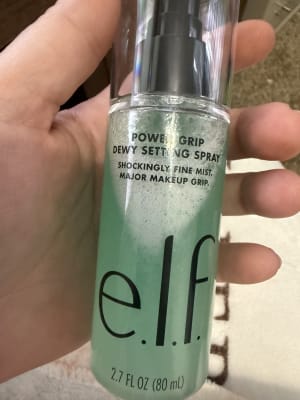 POWER GRIP
DEWY SETTING SPRAY
SHOCKINGLY FINE MIST.
MAJOR MAKEUP GRIP.
e.l.f.
2.7 FL OZ (80 mL)